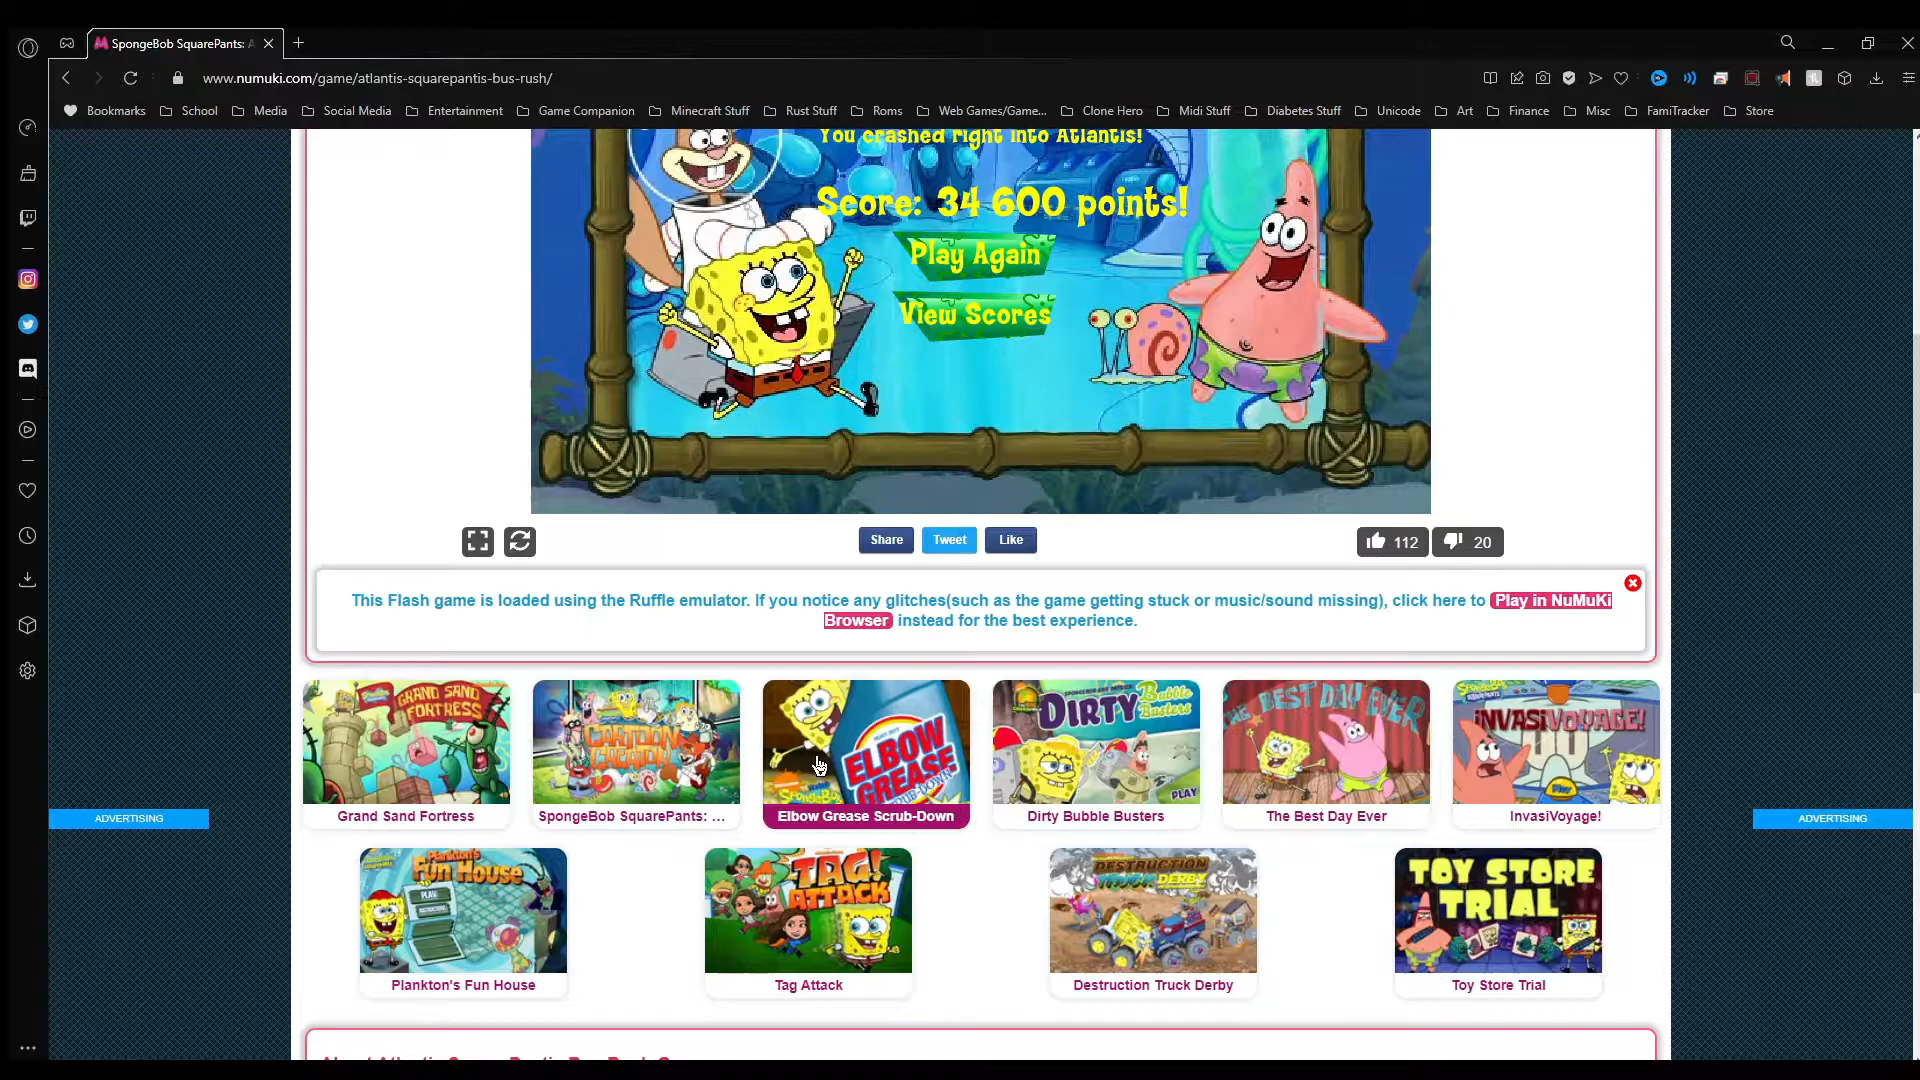 SpongeBob SquarePants: A
www.numuki.com/game/atlantis-squarepantis-bus-rush/
Bookmarks School Media Social Media Entertainment Game Companion Minecraft Stuff Rust Stuff Roms Web Games/Game... Clone Hero Midi Stuff Diabetes Stuff Unicode Art Finance Misc FamiTracker Store
You crashed right into Atlantis!
Score: 34 600 points!
Play Again
View Scores
Share Tweet Like
112 20
This Flash game is loaded using the Ruffle emulator. If you notice any glitches(such as the game getting stuck or music/sound missing), click here to Play in NuMuKi
Browser instead for the best experience.
GRAND SAND
FORTRESS
CARTOON
CREATOR
ELBOW
GREASE
SCRUB-DOWN
DIRTY Bubble
Busters
PLAY
THE BEST DAY EVER
INVASIVOYAGE!
Grand Sand Fortress
SpongeBob SquarePants: ...
Elbow Grease Scrub-Down
Dirty Bubble Busters
The Best Day Ever
InvasiVoyage!
ADVERTISING
ADVERTISING
Plankton's
Fun House
TAG!
ATTACK
DESTRUCTION
TRUCK DERBY
TOY STORE
TRIAL
Plankton's Fun House
Tag Attack
Destruction Truck Derby
Toy Store Trial